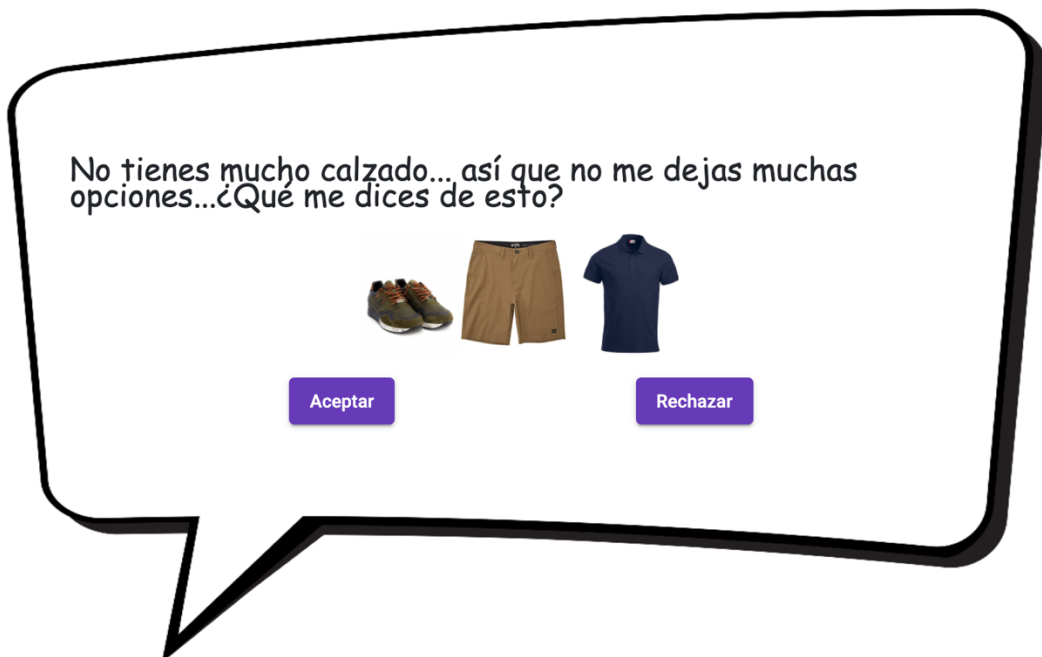 No tienes mucho calzado... así que no me dejas muchas
opciones...¿Qué me dices de esto?
Aceptar
Rechazar